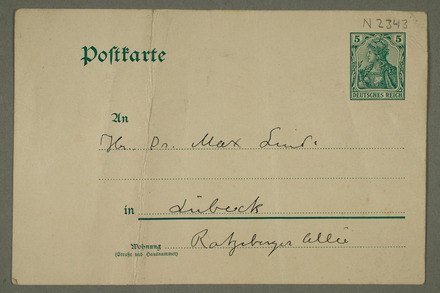 N 2343
Postkarte
5 5
DEUTSCHES REICH
An
Hr. Dr. Max Linde
in Lübeck
Wohnung Ratzeburger Allee
(Straße und Hausnummer)